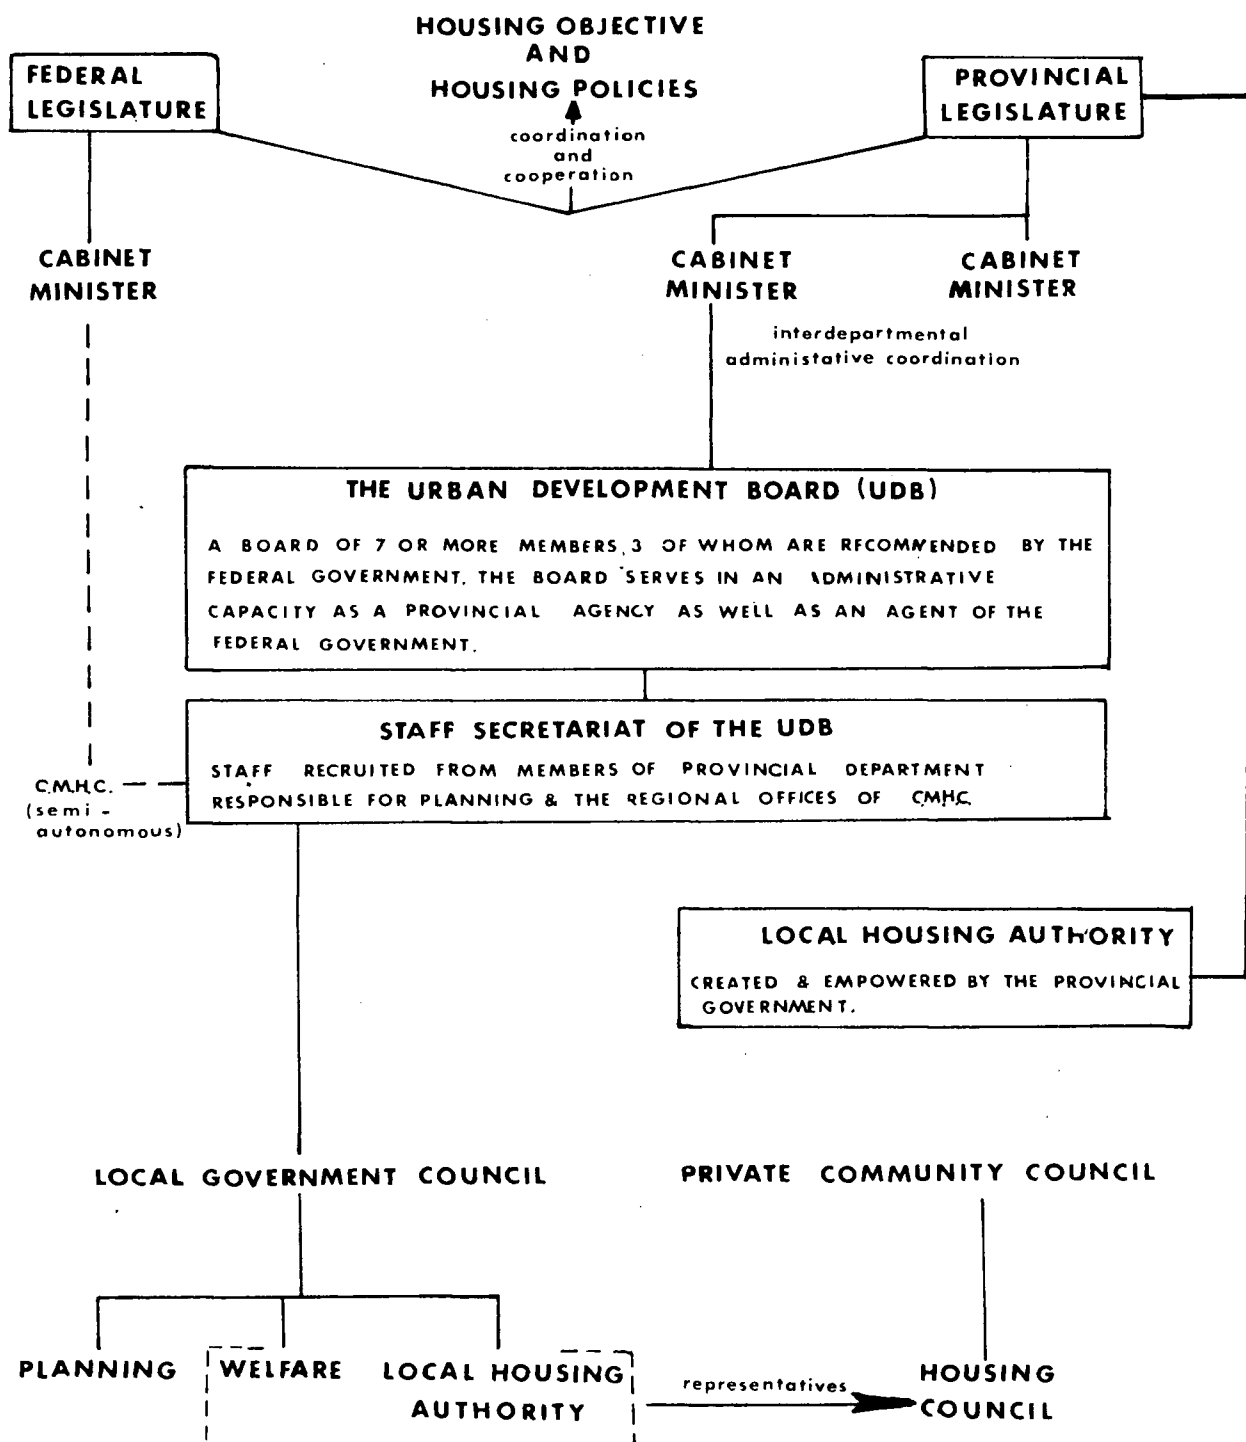 HOUSING OBJECTIVE
AND
HOUSING POLICIES
FEDERAL
LEGISLATURE
PROVINCIAL
LEGISLATURE
coordination
and
cooperation
CABINET
MINISTER
CABINET
MINISTER
CABINET
MINISTER
interdepartmental
administative coordination
THE URBAN DEVELOPMENT BOARD (UDB)
A BOARD OF 7 OR MORE MEMBERS, 3 OF WHOM ARE RECOMMENDED BY THE
FEDERAL GOVERNMENT. THE BOARD SERVES IN AN ADMINISTRATIVE
CAPACITY AS A PROVINCIAL AGENCY AS WELL AS AN AGENT OF THE
FEDERAL GOVERNMENT.
STAFF SECRETARIAT OF THE UDB
STAFF RECRUITED FROM MEMBERS OF PROVINCIAL DEPARTMENT
RESPONSIBLE FOR PLANNING & THE REGIONAL OFFICES OF C.M.H.C.
C.M.H.C.
(semi-
autonomous)
LOCAL HOUSING AUTHORITY
CREATED & EMPOWERED BY THE PROVINCIAL
GOVERNMENT.
LOCAL GOVERNMENT COUNCIL
PRIVATE COMMUNITY COUNCIL
PLANNING
WELFARE
LOCAL HOUSING
AUTHORITY
representatives
HOUSING
COUNCIL